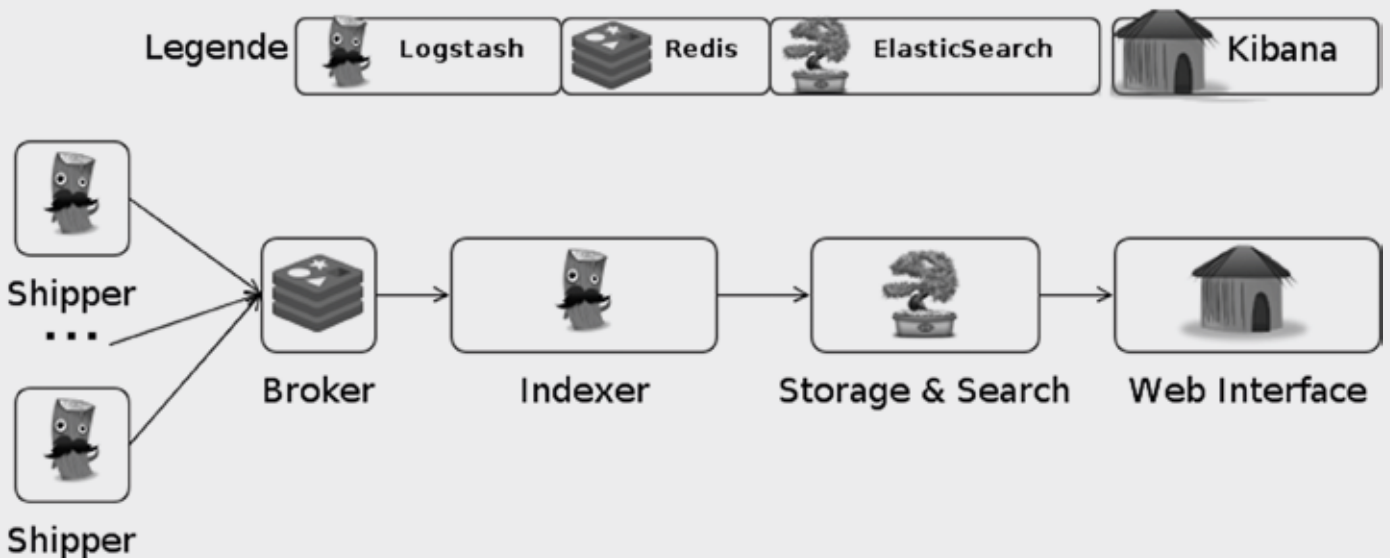 Legende Logstash Redis ElasticSearch Kibana
Shipper
...
Broker Indexer Storage & Search Web Interface
Shipper